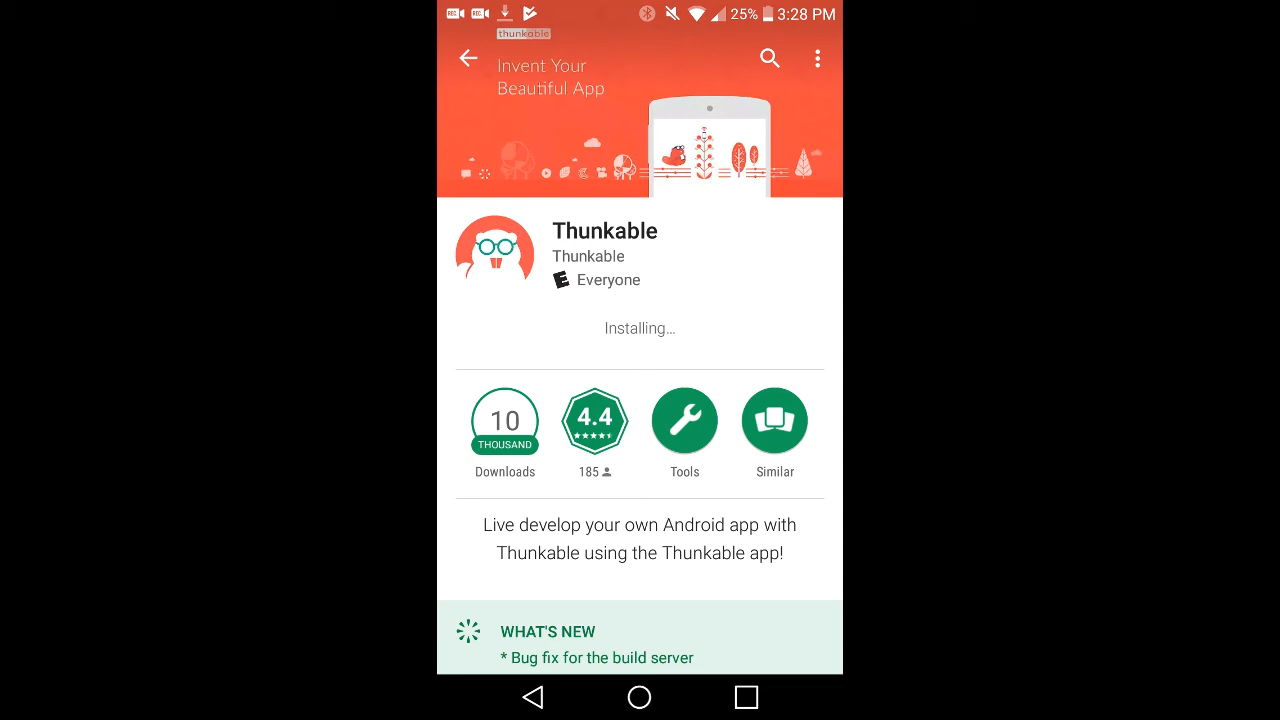 REC REC 25% 3:28 PM
thunkable
Invent Your
Beautiful App
Thunkable
Thunkable
E Everyone
Installing...
10
THOUSAND
Downloads
4.4
185
Tools
Similar
Live develop your own Android app with
Thunkable using the Thunkable app!
WHAT'S NEW
* Bug fix for the build server